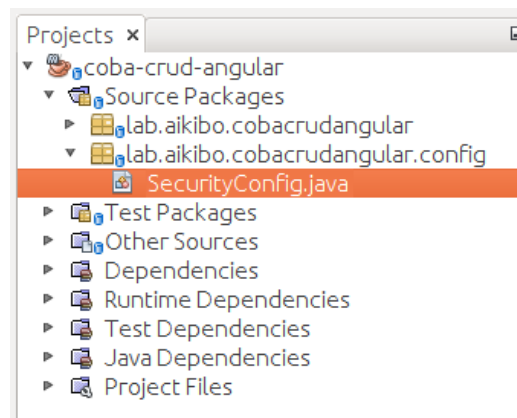 Projects ×
coba-crud-angular
Source Packages
lab.aikibo.cobacrudangular
lab.aikibo.cobacrudangular.config
SecurityConfig.java
Test Packages
Other Sources
Dependencies
Runtime Dependencies
Test Dependencies
Java Dependencies
Project Files